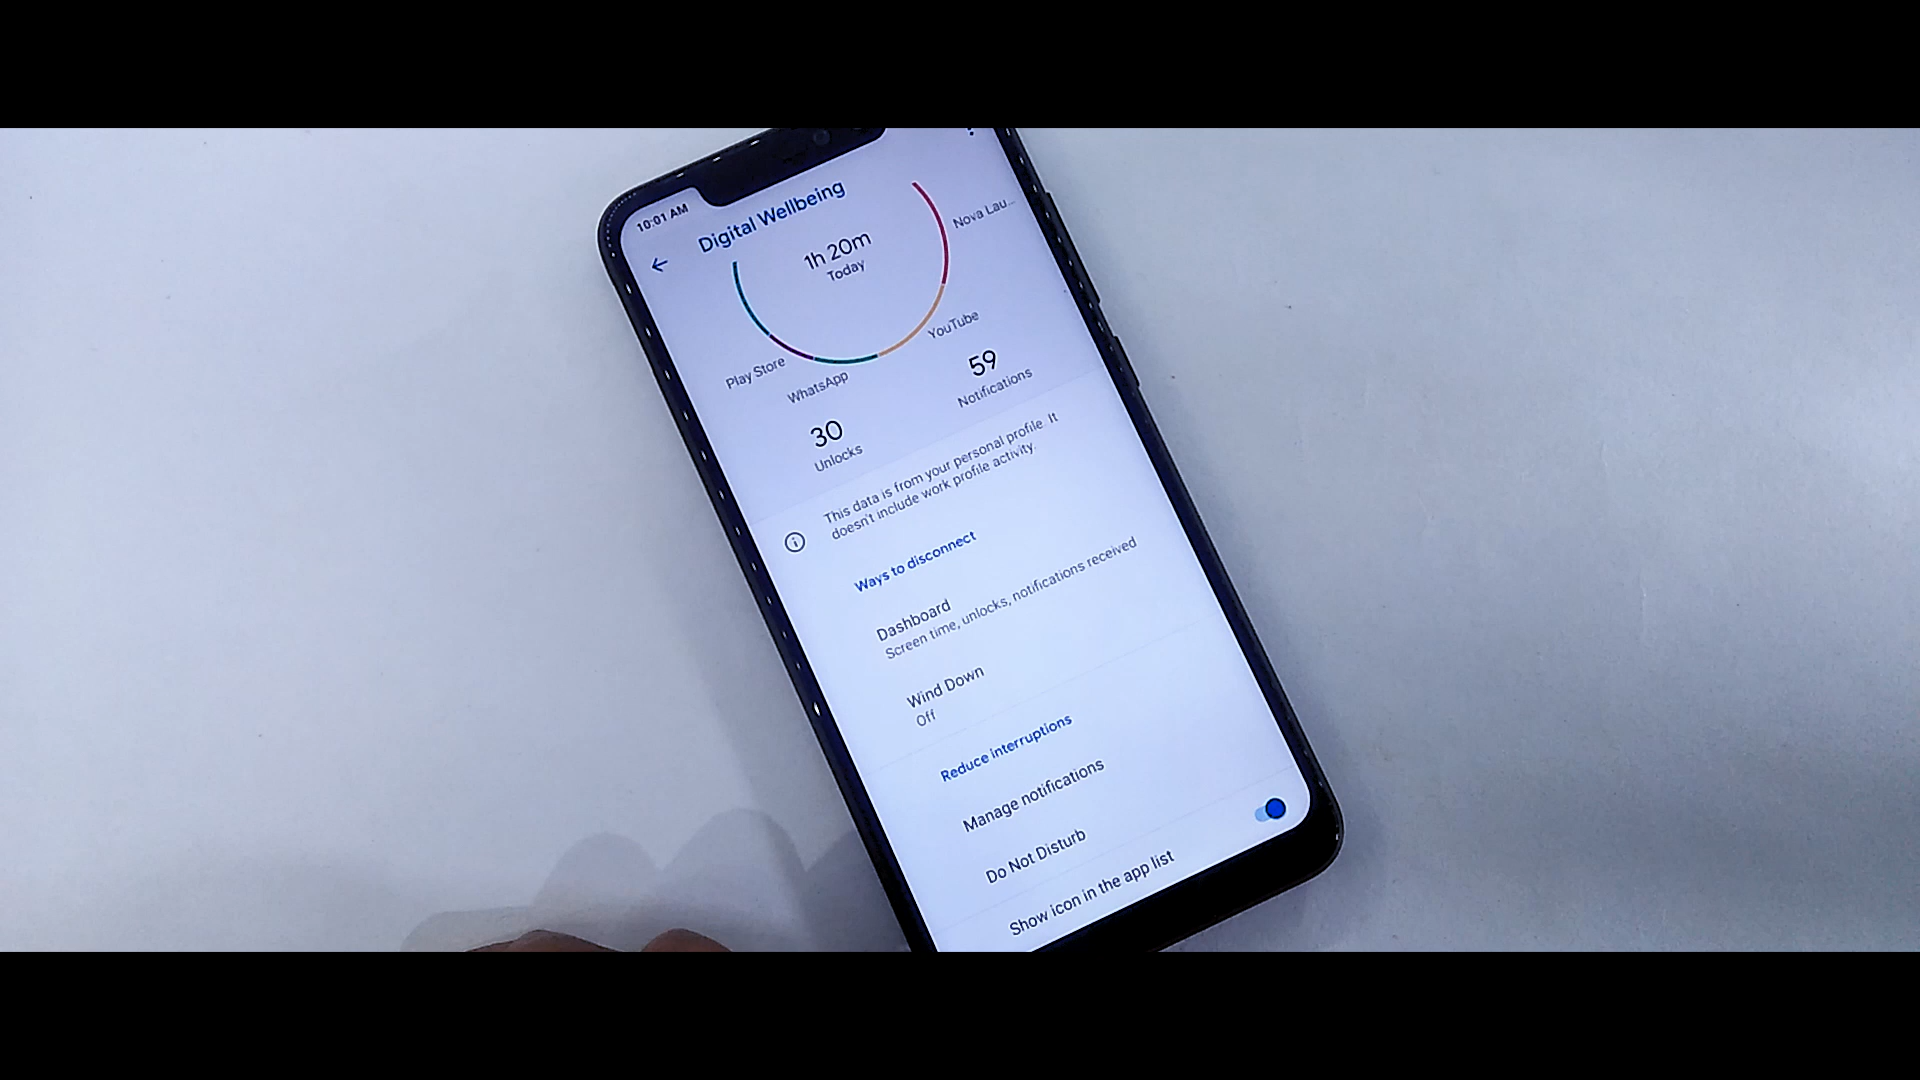 10:01 AM
Digital Wellbeing
1h 20m
Today
Nova Lau...
YouTube
WhatsApp
Play Store
30
Unlocks
59
Notifications
This data is from your personal profile. It
doesn't include work profile activity.
Ways to disconnect
Dashboard
Screen time, unlocks, notifications received
Wind Down
Off
Reduce interruptions
Manage notifications
Do Not Disturb
Show icon in the app list